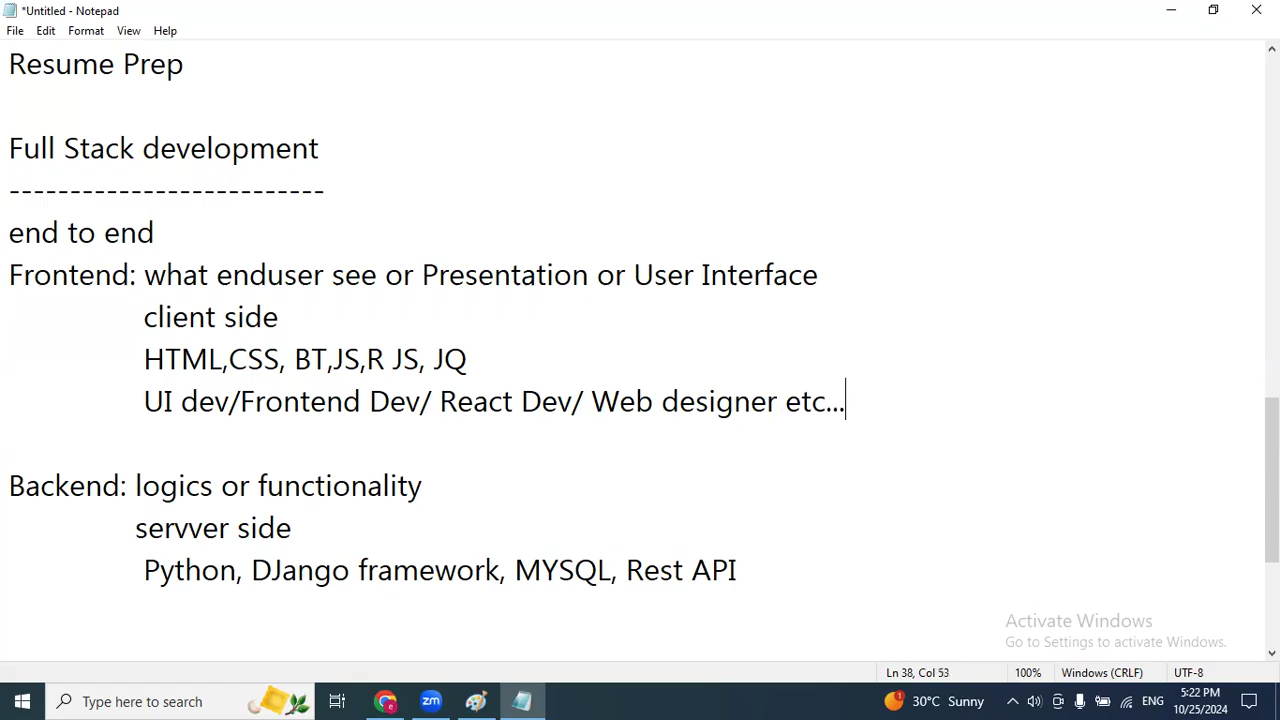 *Untitled - Notepad
File Edit Format View Help
Resume Prep
Full Stack development
--------------------------
end to end
Frontend: what enduser see or Presentation or User Interface
client side
HTML,CSS, BT,JS,R JS, JQ
UI dev/Frontend Dev/ React Dev/ Web designer etc...
Backend: logics or functionality
servver side
Python, DJango framework, MYSQL, Rest API
Activate Windows
Go to Settings to activate Windows.
Ln 38, Col 53 100% Windows (CRLF) UTF-8
Type here to search zm 30°C Sunny ENG 5:22 PM
10/25/2024